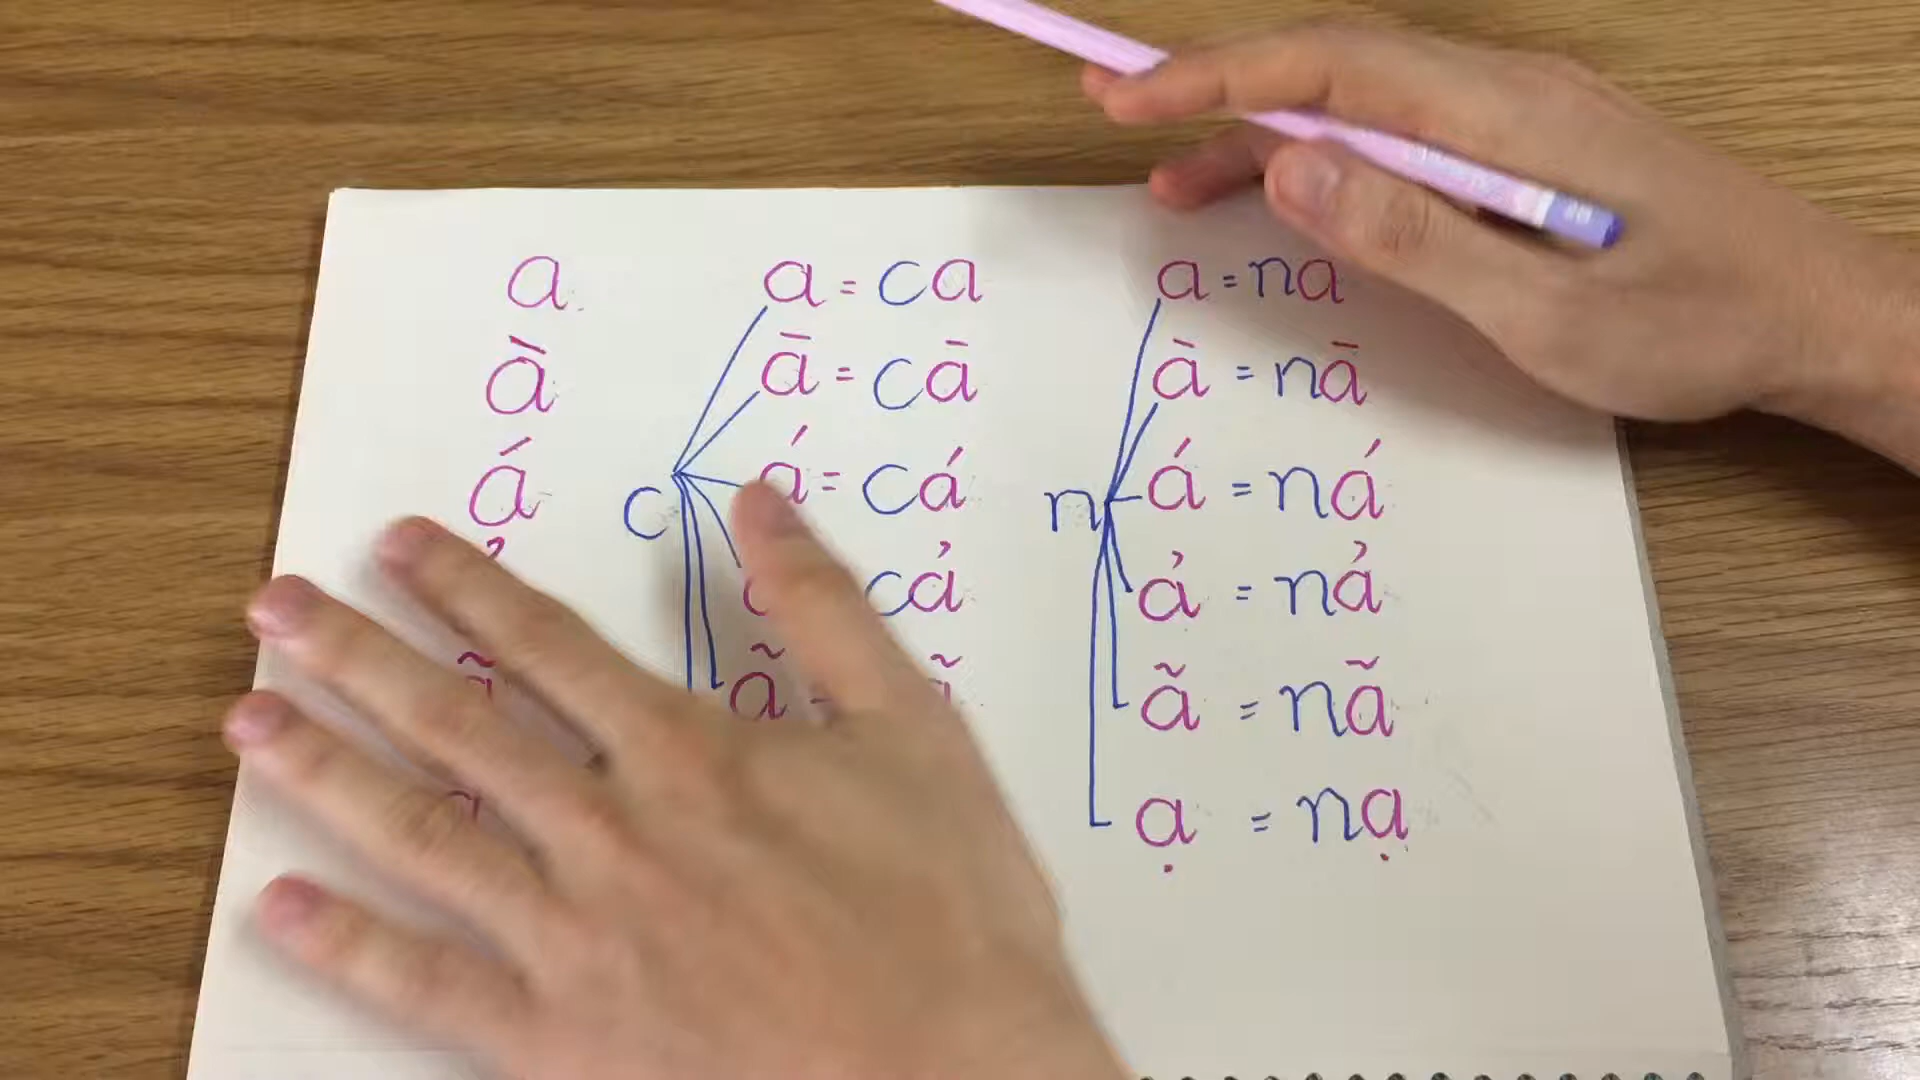 a a = ca a = na
à ā = cā à = nā
á á = cá n á = ná
c
cả ả = nả
ã ã = ã = nã
ạ = nạ